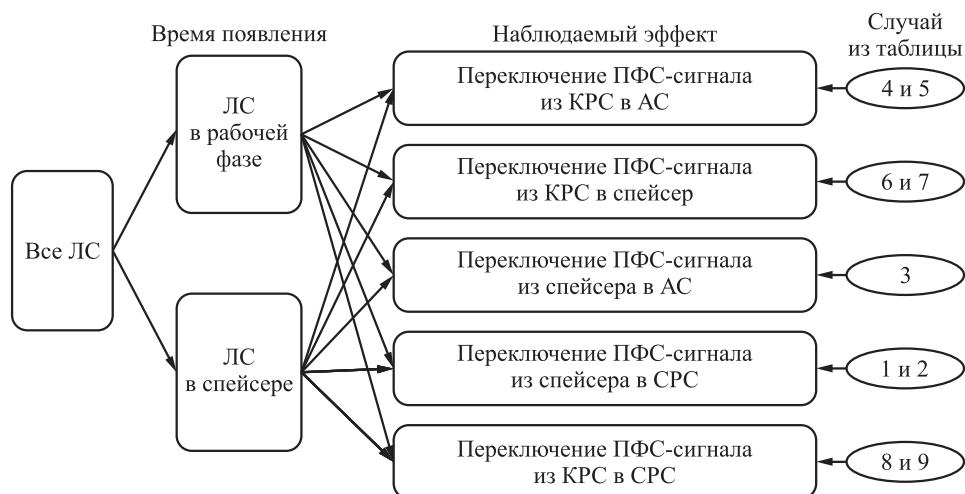 Время появления
Наблюдаемый эффект
Случай
из таблицы
Все ЛС
ЛС
в рабочей
фазе
ЛС
в спейсере
Переключение ПФС-сигнала
из КРС в АС
4 и 5
Переключение ПФС-сигнала
из КРС в спейсер
6 и 7
Переключение ПФС-сигнала
из спейсера в АС
3
Переключение ПФС-сигнала
из спейсера в СРС
1 и 2
Переключение ПФС-сигнала
из КРС в СРС
8 и 9